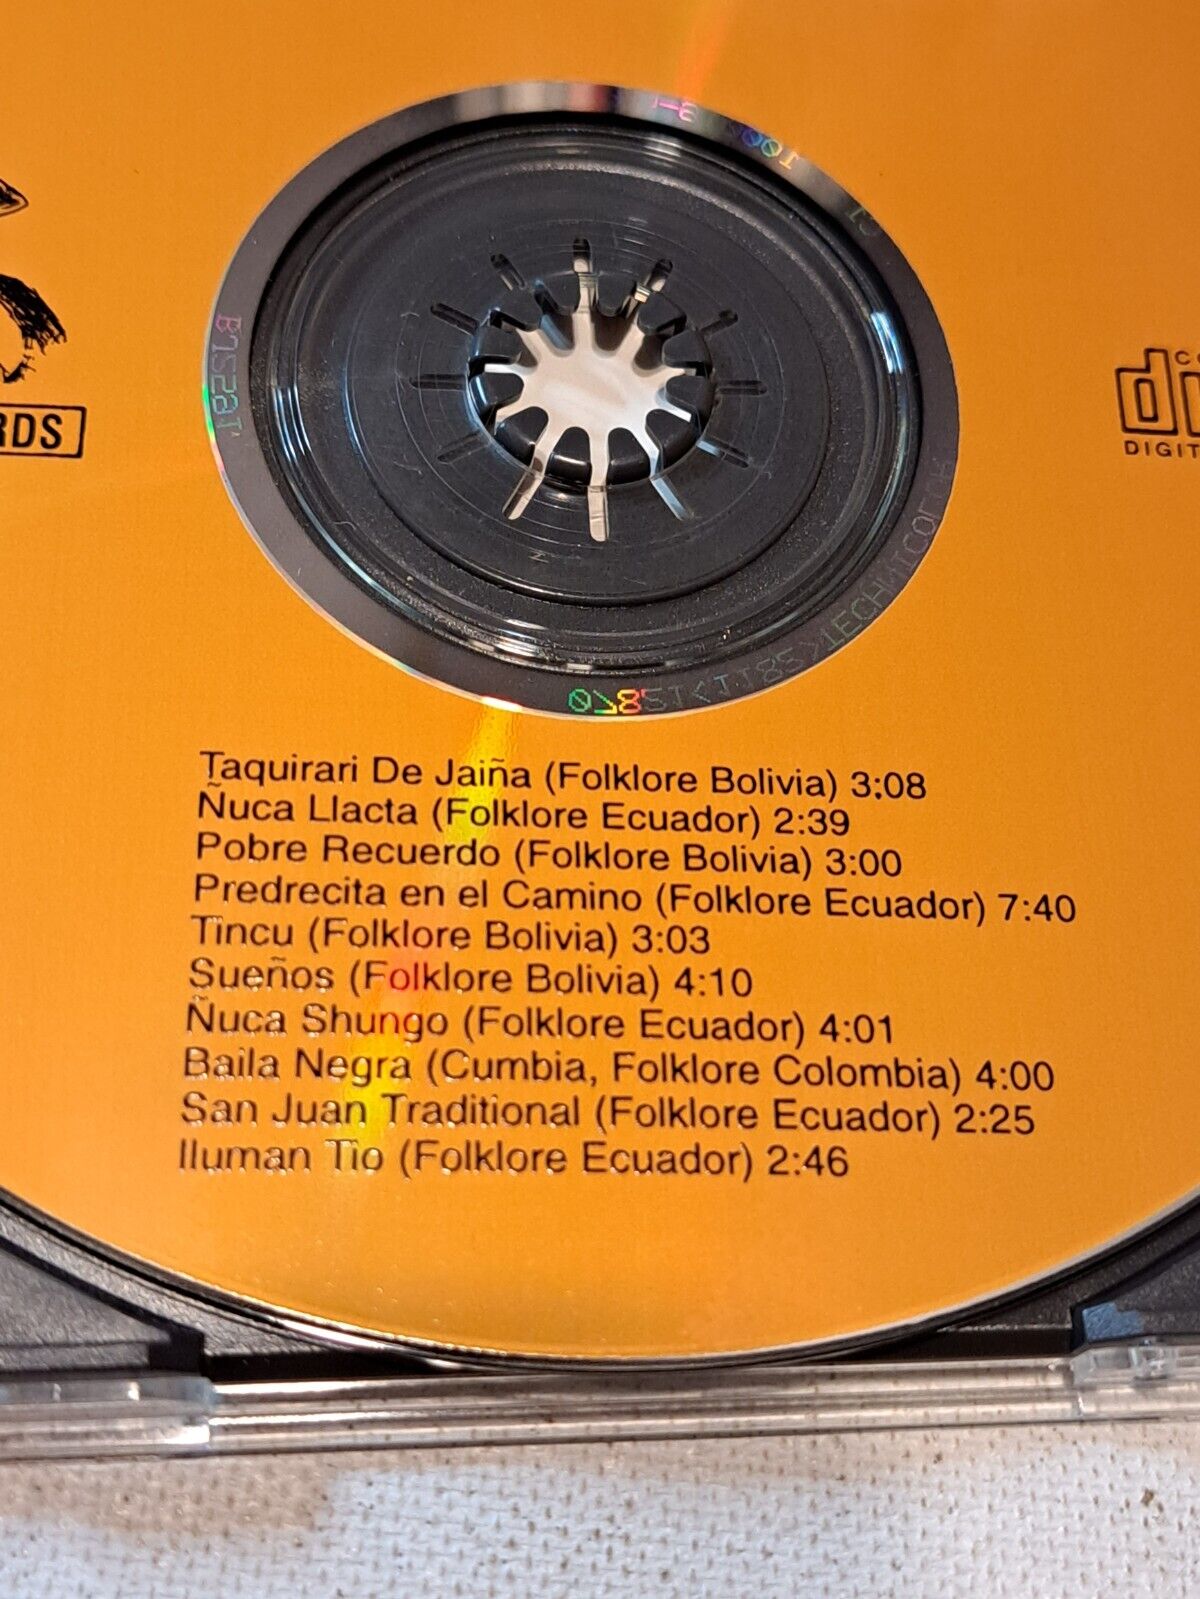 RDS
DIGIT
Taquirari De Jaiña (Folklore Bolivia) 3:08
Ñuca Llacta (Folklore Ecuador) 2:39
Pobre Recuerdo (Folklore Bolivia) 3:00
Predrecita en el Camino (Folklore Ecuador) 7:40
Tincu (Folklore Bolivia) 3:03
Sueños (Folklore Bolivia) 4:10
Ñuca Shungo (Folklore Ecuador) 4:01
Baila Negra (Cumbia, Folklore Colombia) 4:00
San Juan Traditional (Folklore Ecuador) 2:25
Iluman Tio (Folklore Ecuador) 2:46